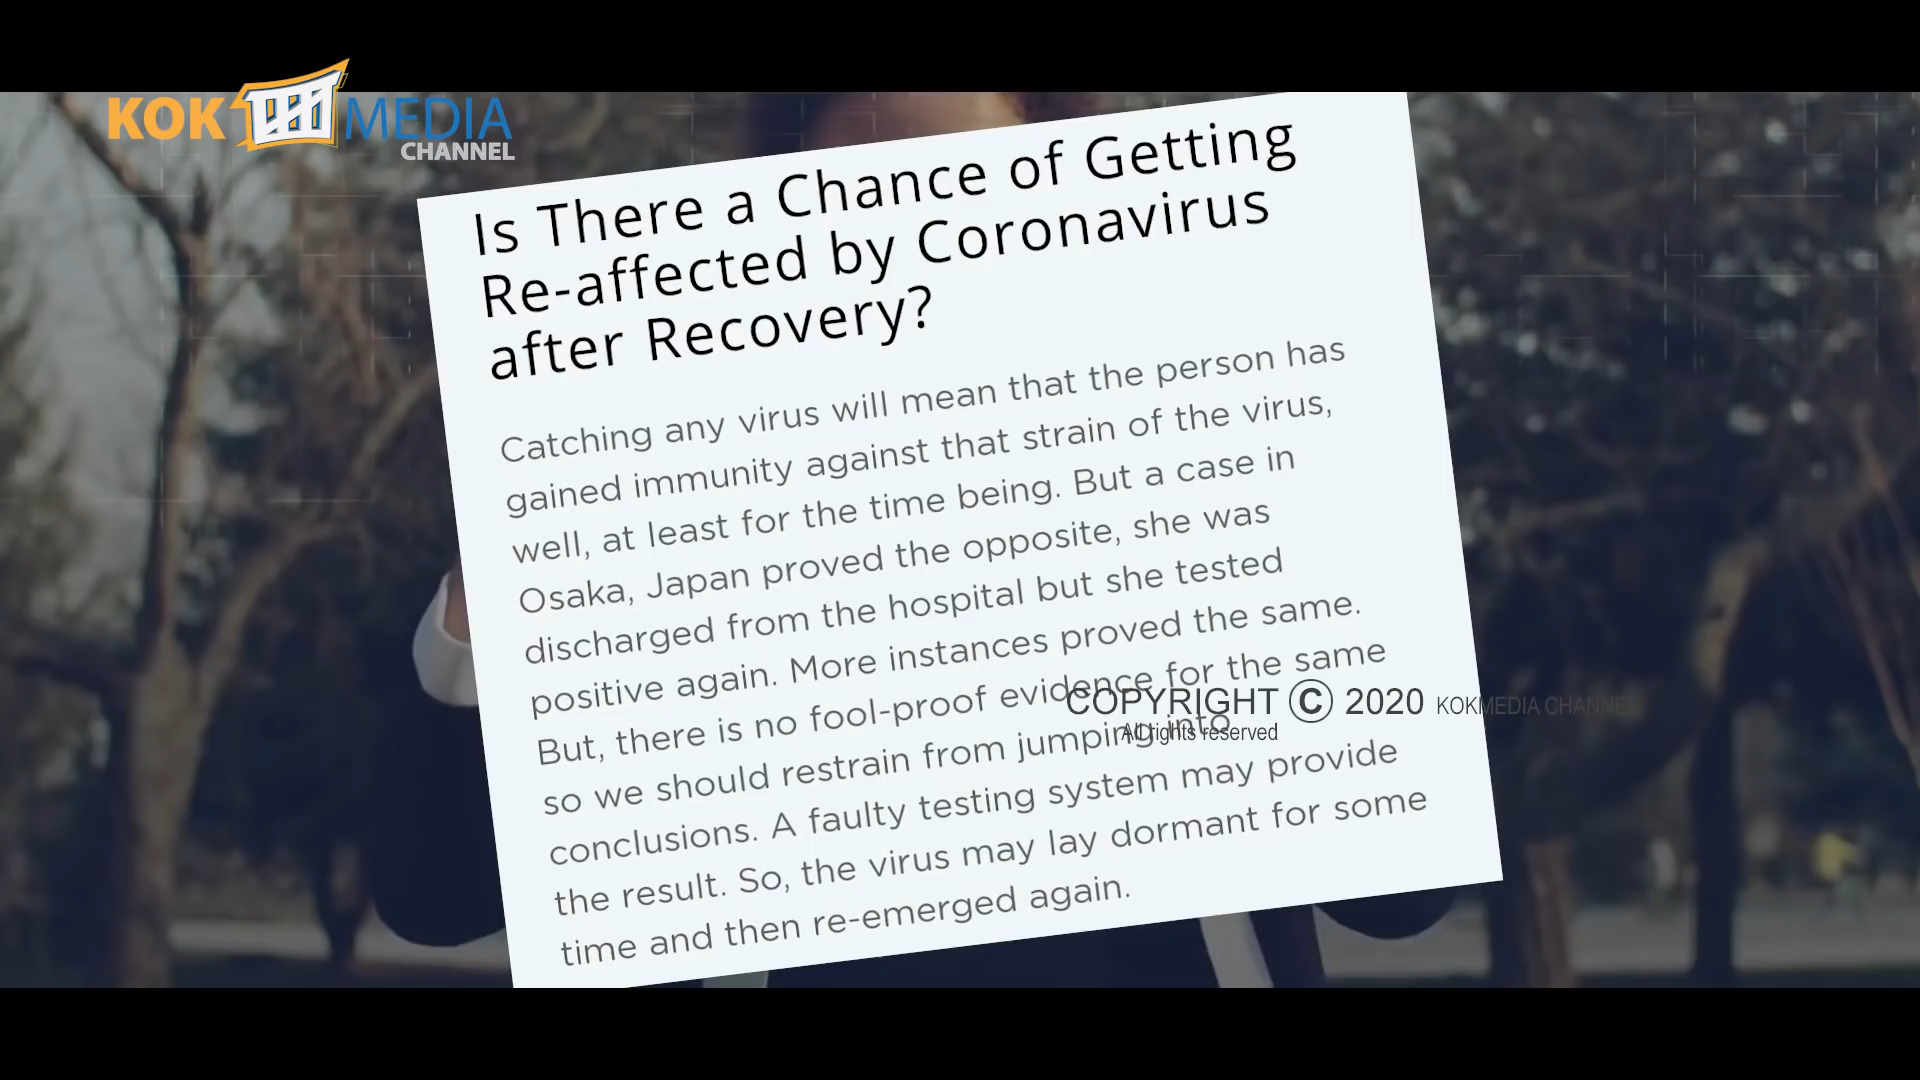 KOK MEDIA
CHANNEL
Is There a Chance of Getting
Re-affected by Coronavirus
after Recovery?
Catching any virus will mean that the person has
gained immunity against that strain of the virus,
well, at least for the time being. But a case in
Osaka, Japan proved the opposite, she was
discharged from the hospital but she tested
positive again. More instances proved the same.
But, there is no fool-proof evidence for the same
so we should restrain from jumping into
conclusions. A faulty testing system may provide
the result. So, the virus may lay dormant for some
time and then re-emerged again.
COPYRIGHT © 2020 KOKMEDIA CHANNEL
All rights reserved